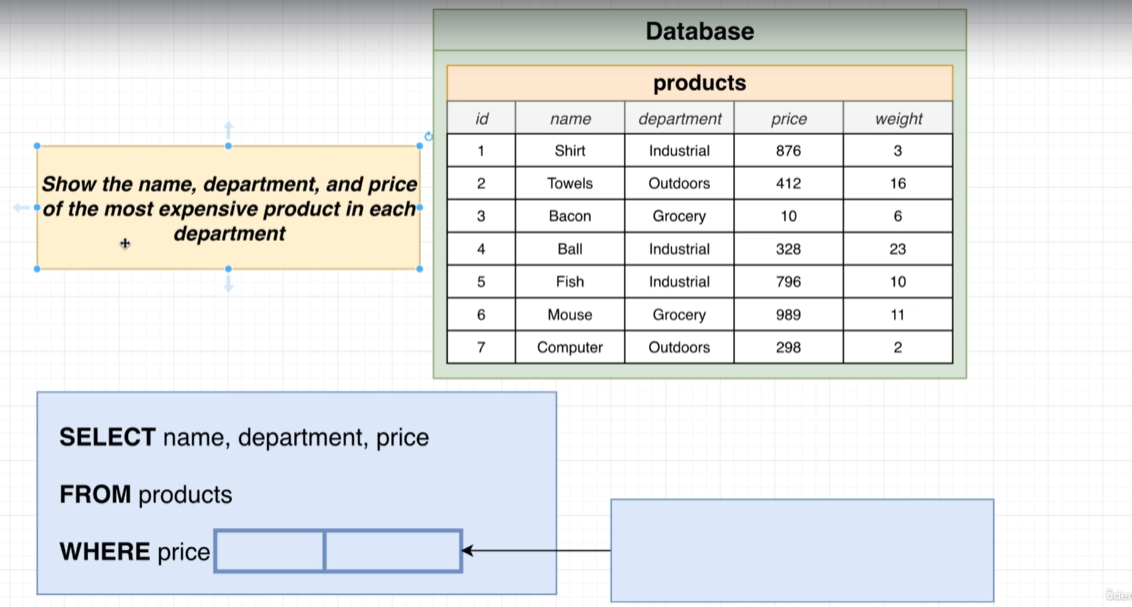 Database
products
id name department price weight
1 Shirt Industrial 876 3
2 Towels Outdoors 412 16
3 Bacon Grocery 10 6
4 Ball Industrial 328 23
5 Fish Industrial 796 10
6 Mouse Grocery 989 11
7 Computer Outdoors 298 2
Show the name, department, and price
of the most expensive product in each
department
SELECT name, department, price
FROM products
WHERE price